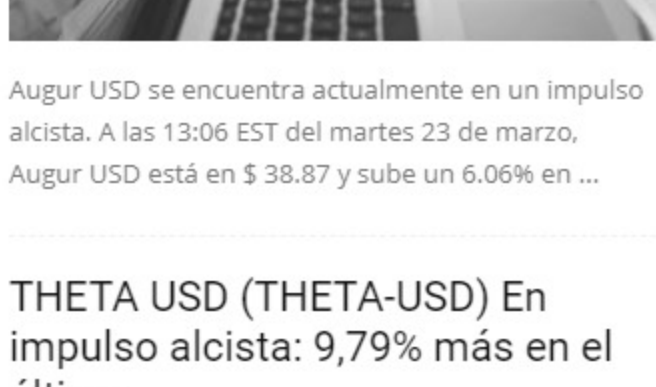 Augur USD se encuentra actualmente en un impulso
alcista. A las 13:06 EST del martes 23 de marzo,
Augur USD está en $ 38.87 y sube un 6.06% en ...
THETA USD (THETA-USD) En
impulso alcista: 9,79% más en el